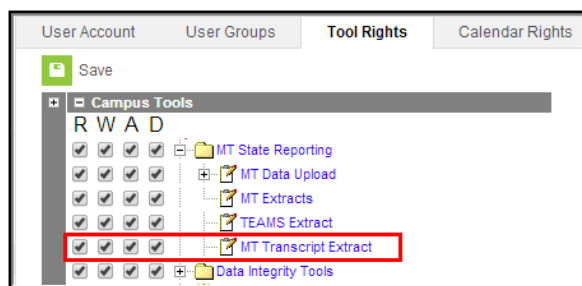 User Account User Groups Tool Rights Calendar Rights
Save
Campus Tools
R W A D
MT State Reporting
MT Data Upload
MT Extracts
TEAMS Extract
MT Transcript Extract
Data Integrity Tools